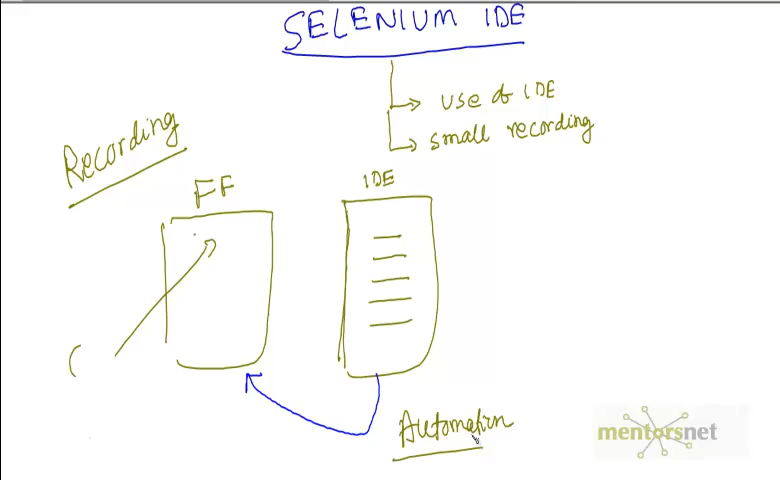 SELENIUM IDE
use of IDE
small recording
Recording
FF
IDE
Automation
mentorsnet